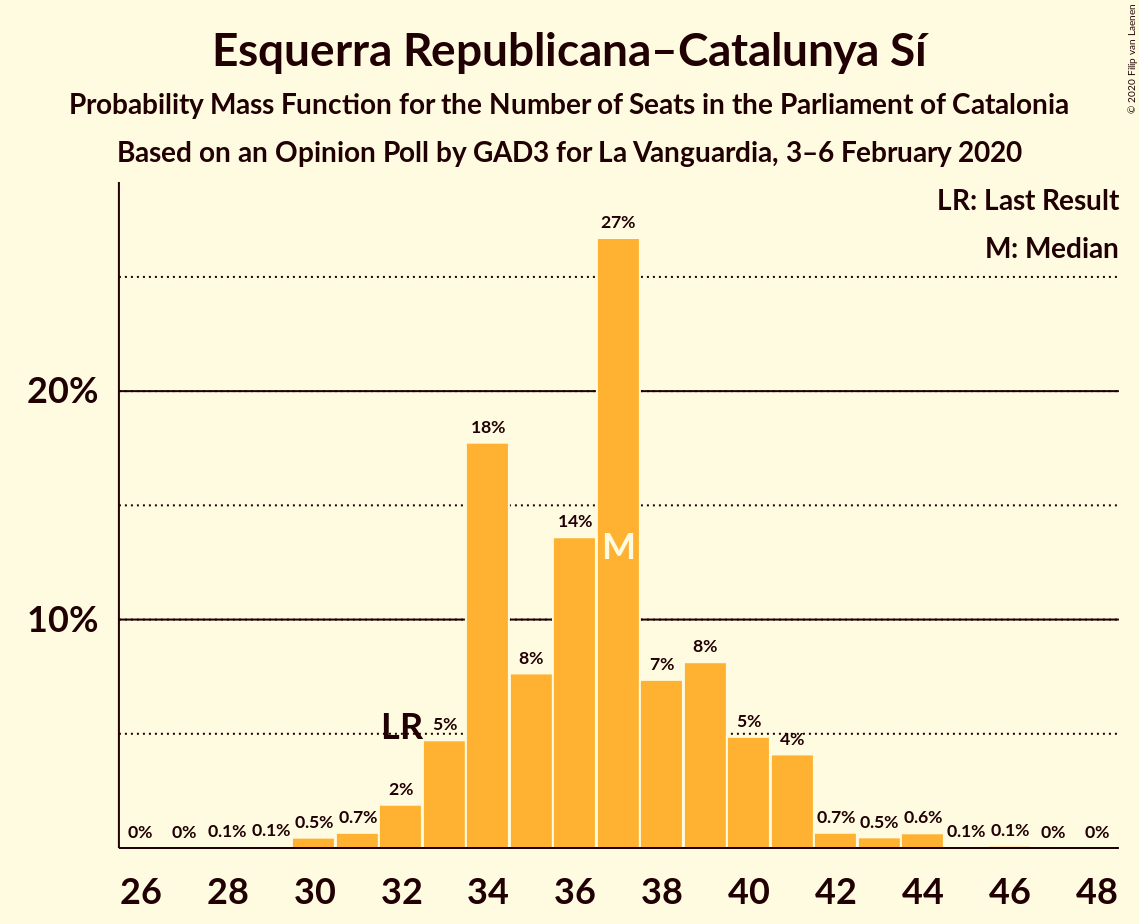 Esquerra Republicana–Catalunya Sí
Probability Mass Function for the Number of Seats in the Parliament of Catalonia
Based on an Opinion Poll by GAD3 for La Vanguardia, 3–6 February 2020
© 2020 Filip van Laenen
LR: Last Result
M: Median
20%
10%
0% 0% 0.1% 0.1% 0.5% 0.7% 2% 5% 18% 8% 14% 27% 7% 8% 5% 4% 0.7% 0.5% 0.6% 0.1% 0.1% 0% 0%
LR
M
26 28 30 32 34 36 38 40 42 44 46 48